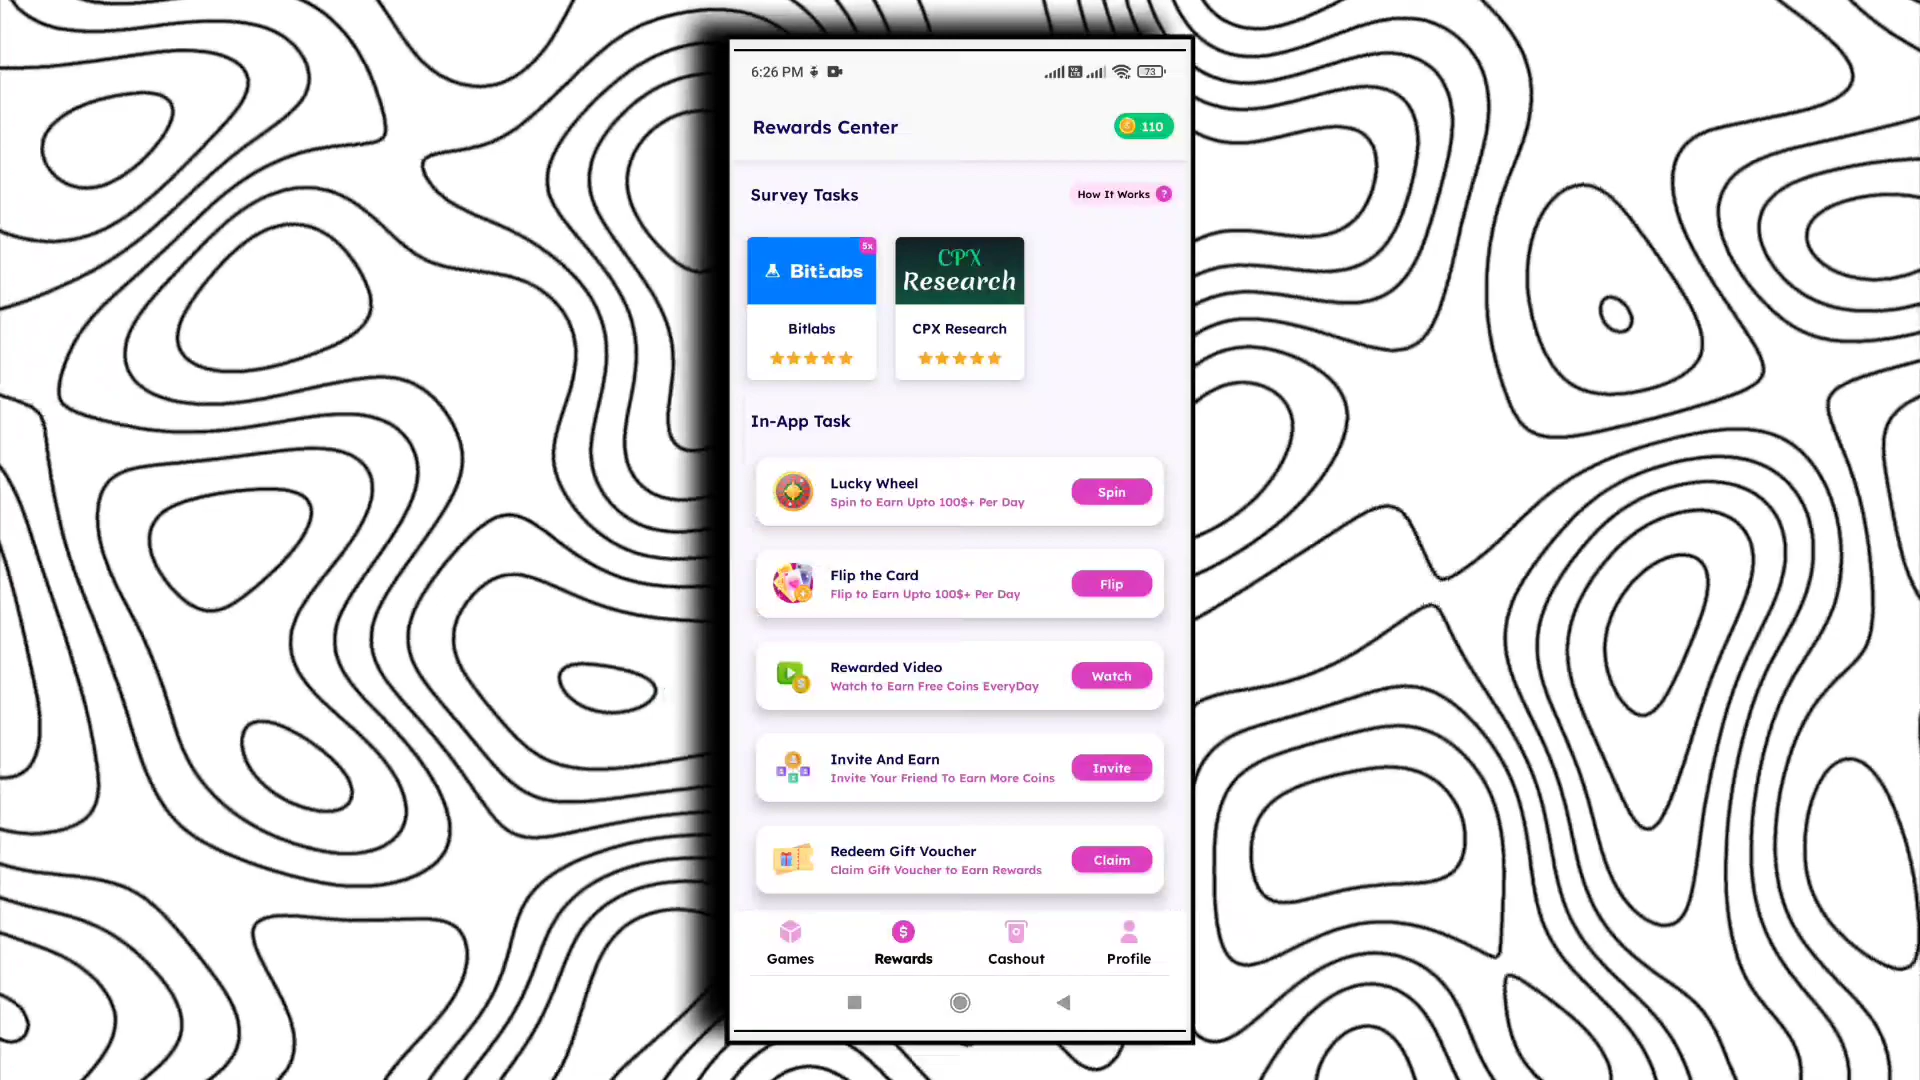 6:26 PM
73
Rewards Center
110
Survey Tasks
How It Works ?
5x
BitLabs
CPX
Research
Bitlabs
CPX Research
In-App Task
Lucky Wheel
Spin to Earn Upto 100$+ Per Day
Spin
Flip the Card
Flip to Earn Upto 100$+ Per Day
Flip
Rewarded Video
Watch to Earn Free Coins EveryDay
Watch
Invite And Earn
Invite Your Friend To Earn More Coins
Invite
Redeem Gift Voucher
Claim Gift Voucher to Earn Rewards
Claim
Games
Rewards
Cashout
Profile